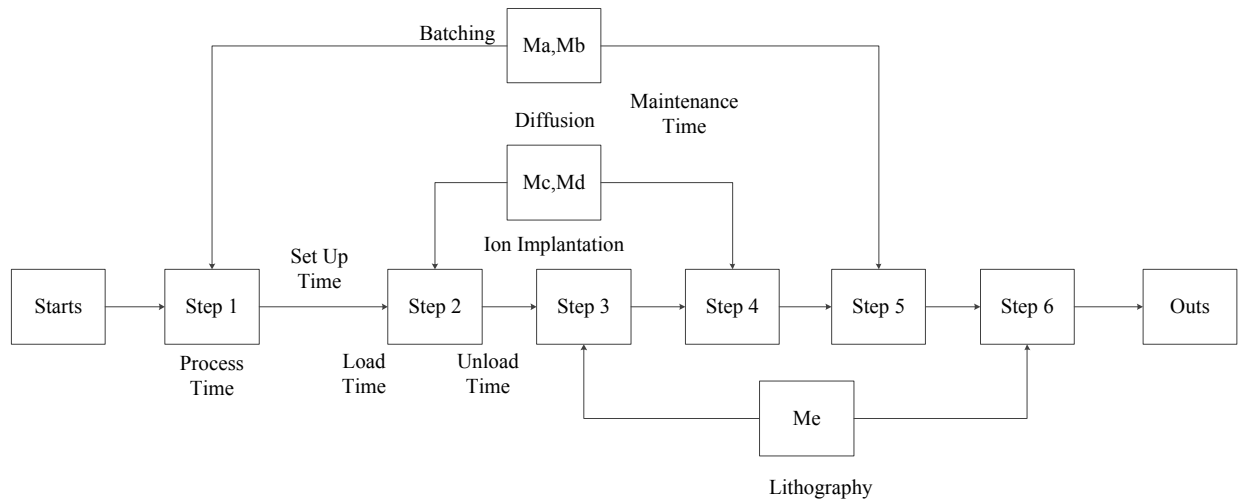 Batching
Ma,Mb
Maintenance
Time
Diffusion
Mc,Md
Ion Implantation
Set Up
Time
Starts
Step 1
Step 2
Step 3
Step 4
Step 5
Step 6
Outs
Process
Time
Load
Time
Unload
Time
Me
Lithography